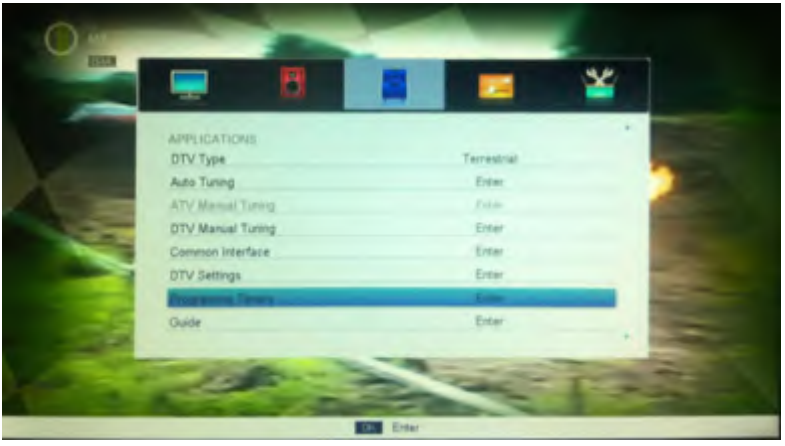 APPLICATIONS
DTV Type Terrestrial
Auto Tuning Enter
ATV Manual Tuning Enter
DTV Manual Tuning Enter
Common Interface Enter
DTV Settings Enter
Programme Timers Enter
Guide Enter
OK Enter